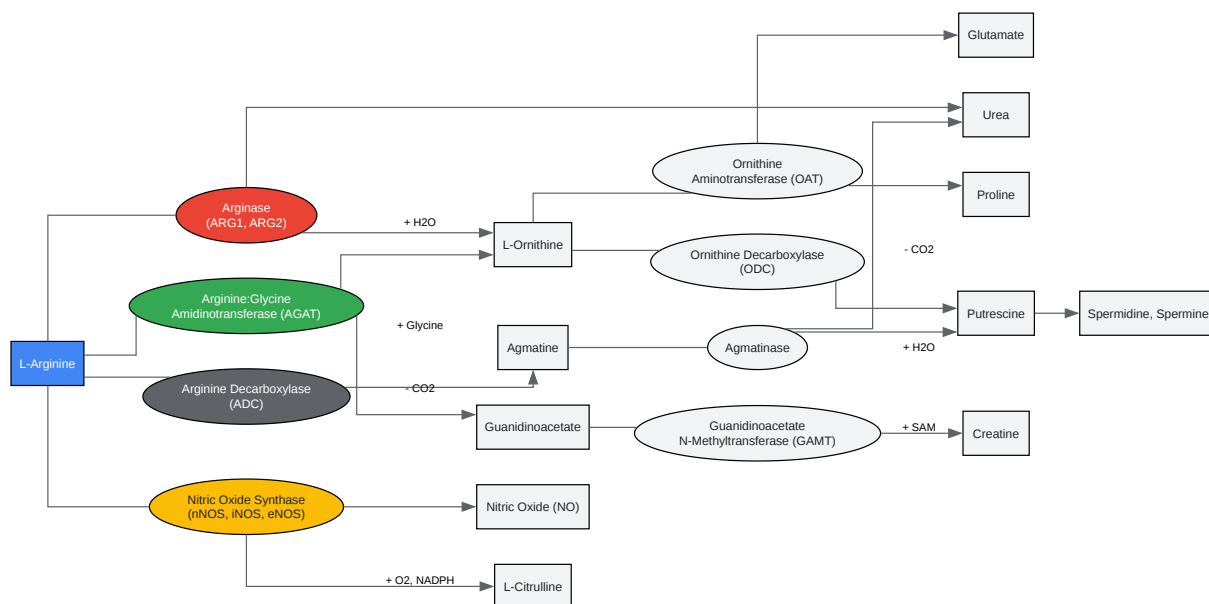 Glutamate
Urea
Ornithine
Aminotransferase (OAT)
Proline
Arginase
(ARG1, ARG2)
+ H2O
L-Ornithine
Ornithine Decarboxylase
(ODC)
- CO2
Arginine:Glycine
Amidinotransferase (AGAT)
+ Glycine
Putrescine
Spermidine, Spermine
L-Arginine
Agmatine
Agmatinase
+ H2O
Arginine Decarboxylase
(ADC)
- CO2
Guanidinoacetate
Guanidinoacetate
N-Methyltransferase (GAMT)
+ SAM
Creatine
Nitric Oxide Synthase
(nNOS, iNOS, eNOS)
Nitric Oxide (NO)
+ O2, NADPH
L-Citrulline